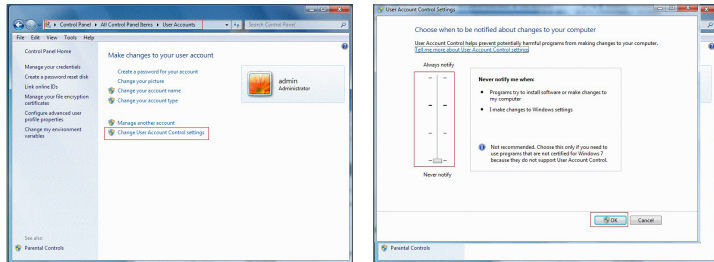 Control Panel ▸ All Control Panel Items ▸ User Accounts
Search Control Panel
File Edit View Tools Help
Control Panel Home
Manage your credentials
Create a password reset disk
Link online IDs
Manage your file encryption
certificates
Configure advanced user
profile properties
Change my environment
variables
See also
Parental Controls
Make changes to your user account
Create a password for your account
Change your picture
Change your account name
Change your account type
Manage another account
Change User Account Control settings
admin
Administrator
User Account Control Settings
Choose when to be notified about changes to your computer
User Account Control helps prevent potentially harmful programs from making changes to your computer.
Tell me more about User Account Control settings
Always notify
Never notify
Never notify me when:
• Programs try to install software or make changes to
my computer
• I make changes to Windows settings
Not recommended. Choose this only if you need to
use programs that are not certified for Windows 7
because they do not support User Account Control.
OK
Cancel
Parental Controls